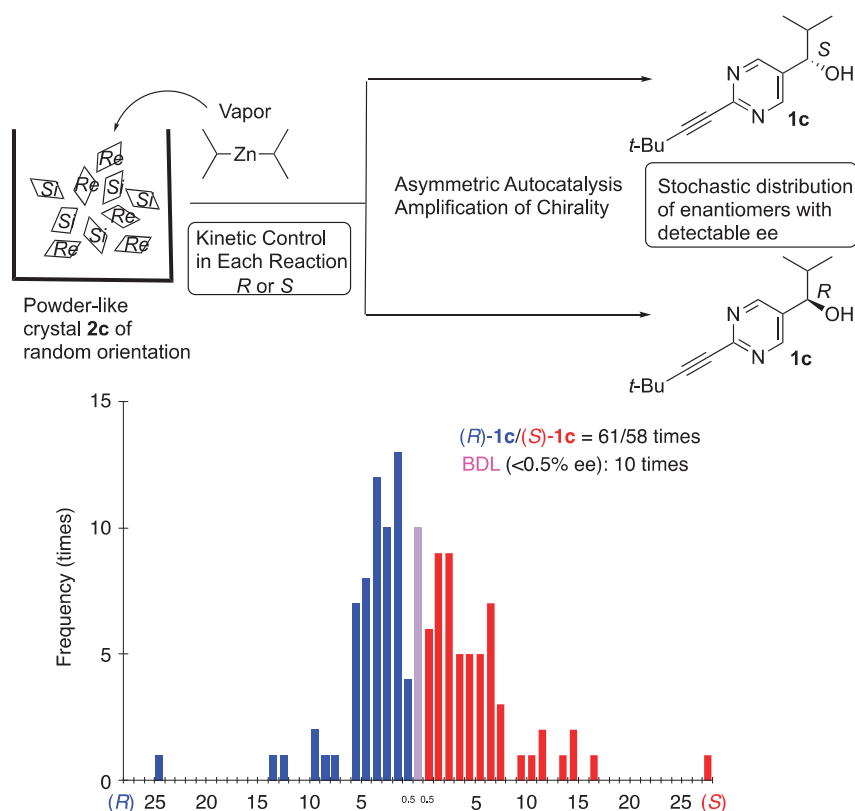 Vapor
Zn
Re
Si
Re
Si
Si
Si
Re
Si
Re
Re
Powder-like
crystal 2c of
random orientation
Kinetic Control
in Each Reaction
R or S
Asymmetric Autocatalysis
Amplification of Chirality
S
OH
N
N
1c
t-Bu
Stochastic distribution
of enantiomers with
detectable ee
R
OH
N
N
1c
t-Bu
(R)-1c/(S)-1c = 61/58 times
BDL (<0.5% ee): 10 times
Frequency (times)
15
10
5
0
(R) 25 20 15 10 5 0.5 0.5 5 10 15 20 25 (S)